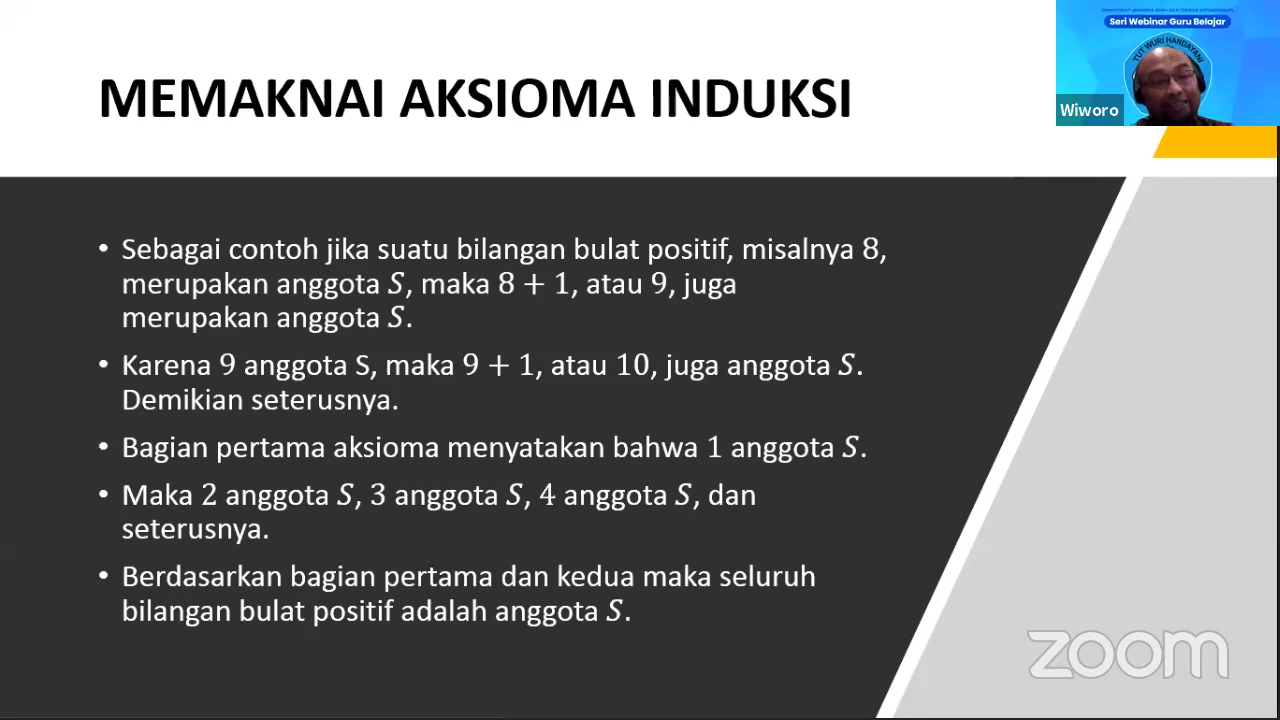 MEMAKNAI AKSIOMA INDUKSI
Seri Webinar Guru Belajar
TUT WURI HANDAYANI
Wiworo
• Sebagai contoh jika suatu bilangan bulat positif, misalnya 8,
merupakan anggota S, maka 8 + 1, atau 9, juga
merupakan anggota S.
• Karena 9 anggota S, maka 9 + 1, atau 10, juga anggota S.
Demikian seterusnya.
• Bagian pertama aksioma menyatakan bahwa 1 anggota S.
• Maka 2 anggota S, 3 anggota S, 4 anggota S, dan
seterusnya.
• Berdasarkan bagian pertama dan kedua maka seluruh
bilangan bulat positif adalah anggota S.
zoom